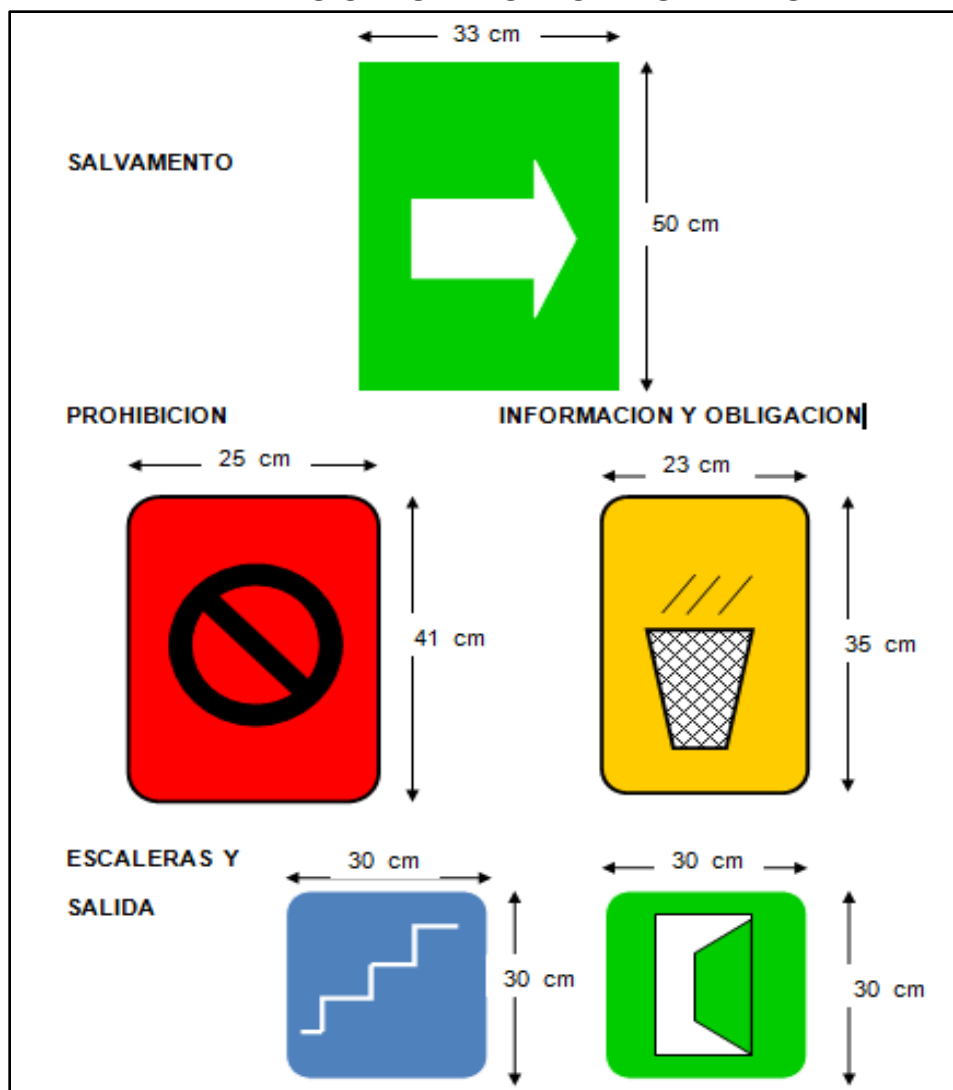 33 cm
SALVAMENTO
50 cm
PROHIBICION
INFORMACION Y OBLIGACION
25 cm
23 cm
41 cm
35 cm
ESCALERAS Y
SALIDA
30 cm
30 cm
30 cm
30 cm